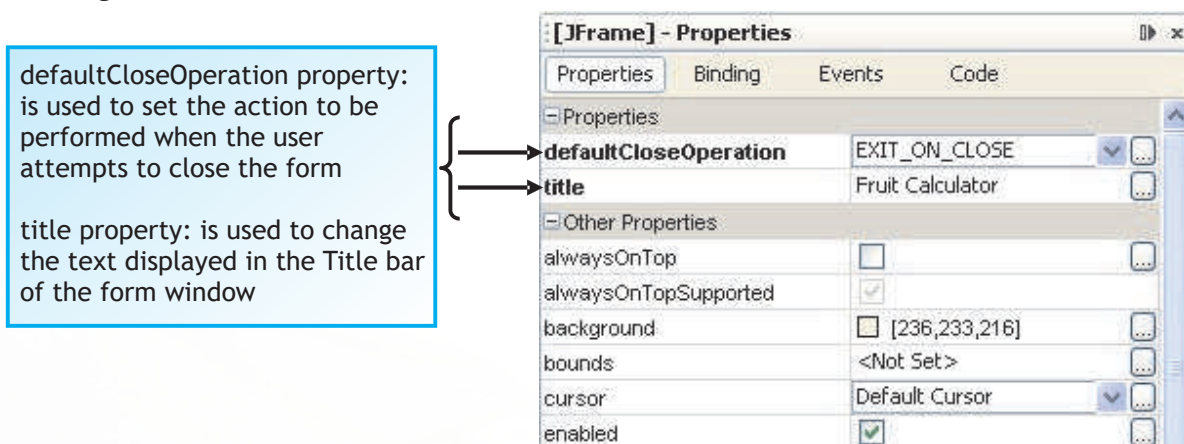 defaultCloseOperation property:
is used to set the action to be
performed when the user
attempts to close the form
title property: is used to change
the text displayed in the Title bar
of the form window
[JFrame] - Properties
Properties Binding Events Code
Properties
defaultCloseOperation EXIT_ON_CLOSE ...
title Fruit Calculator ...
Other Properties
alwaysOnTop ...
alwaysOnTopSupported
background [236,233,216] ...
bounds <Not Set> ...
cursor Default Cursor ...
enabled ...